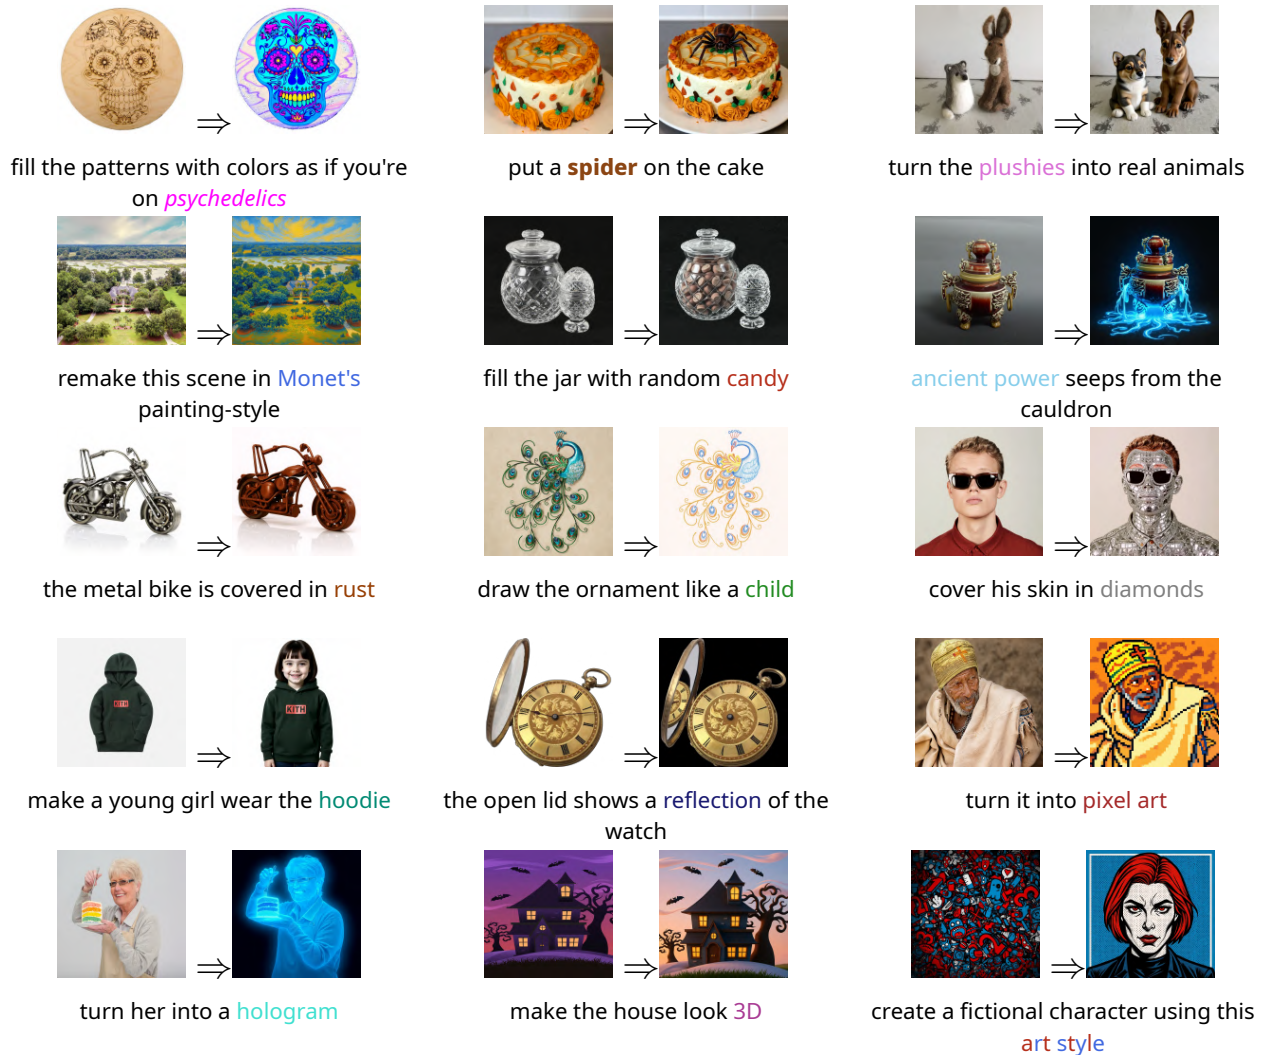 fill the patterns with colors as if you're
on psychedelics
put a spider on the cake
turn the plushies into real animals
remake this scene in Monet's
painting-style
fill the jar with random candy
ancient power seeps from the
cauldron
the metal bike is covered in rust
draw the ornament like a child
cover his skin in diamonds
KITH
KITH
make a young girl wear the hoodie
the open lid shows a reflection of the
watch
turn it into pixel art
turn her into a hologram
make the house look 3D
create a fictional character using this
art style